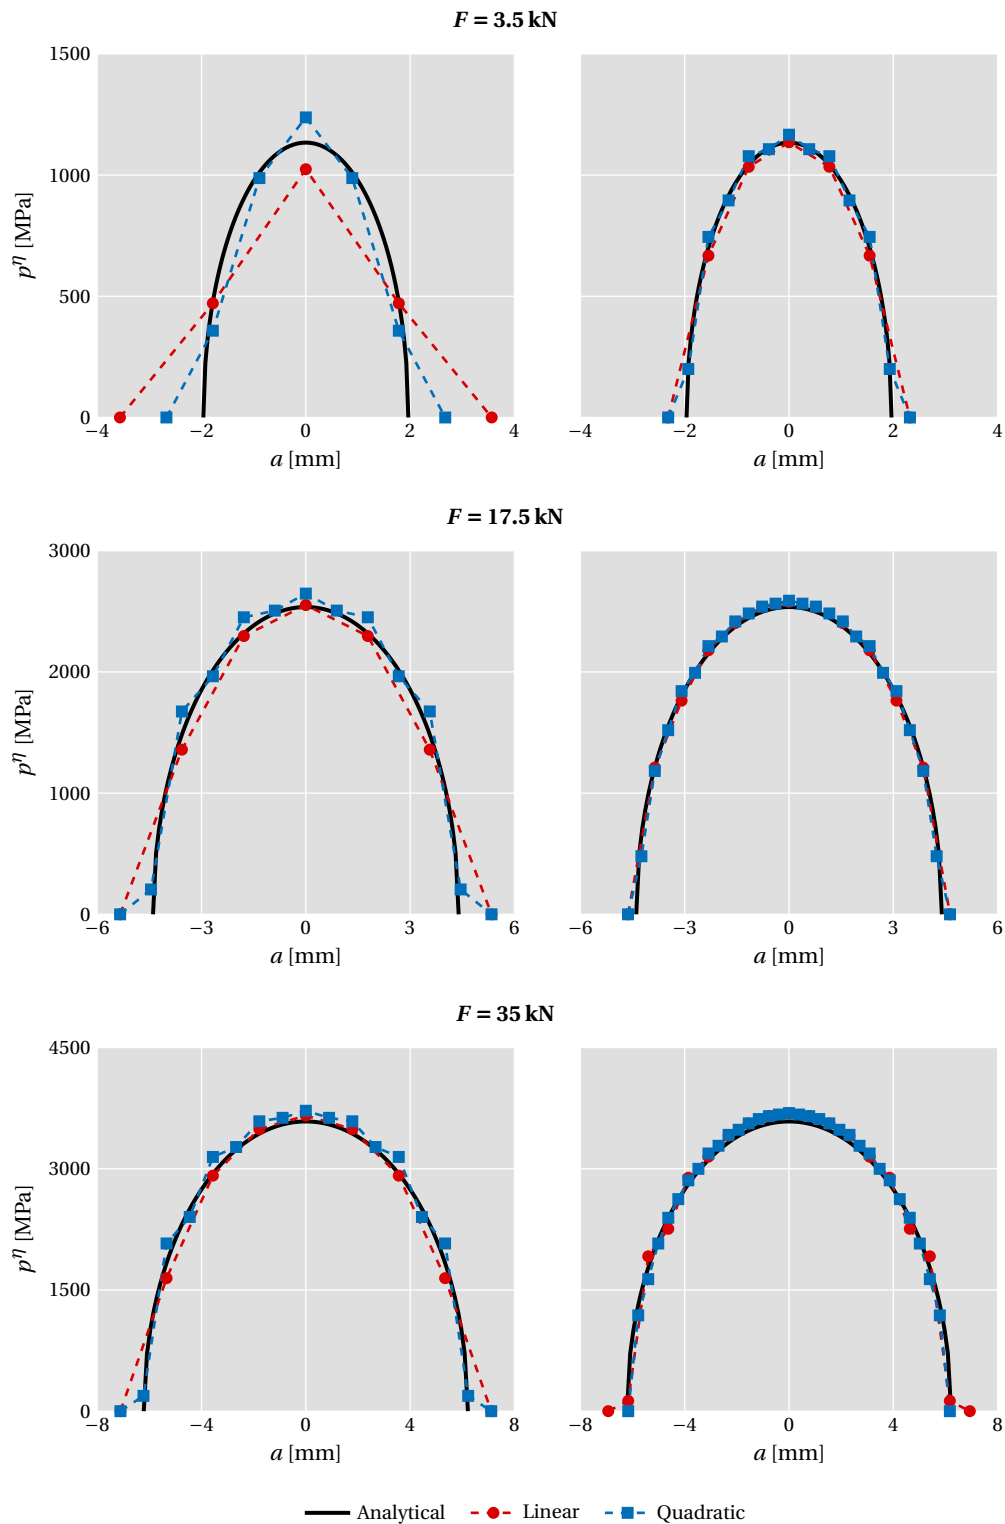 F = 3.5 kN
1500
1000
500
0
pη [MPa]
−4 −2 0 2 4
a [mm]
−4 −2 0 2 4
a [mm]
F = 17.5 kN
3000
2000
1000
0
pη [MPa]
−6 −3 0 3 6
a [mm]
−6 −3 0 3 6
a [mm]
F = 35 kN
4500
3000
1500
0
pη [MPa]
−8 −4 0 4 8
a [mm]
−8 −4 0 4 8
a [mm]
Analytical Linear Quadratic